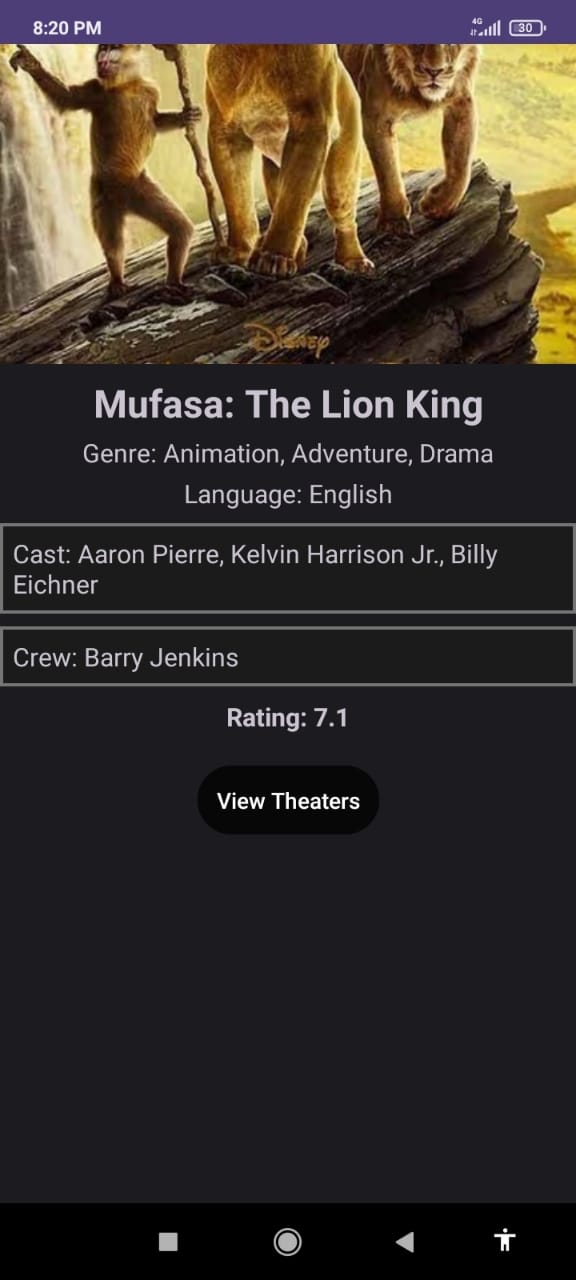 8:20 PM
4G
30
Disney
Mufasa: The Lion King
Genre: Animation, Adventure, Drama
Language: English
Cast: Aaron Pierre, Kelvin Harrison Jr., Billy
Eichner
Crew: Barry Jenkins
Rating: 7.1
View Theaters